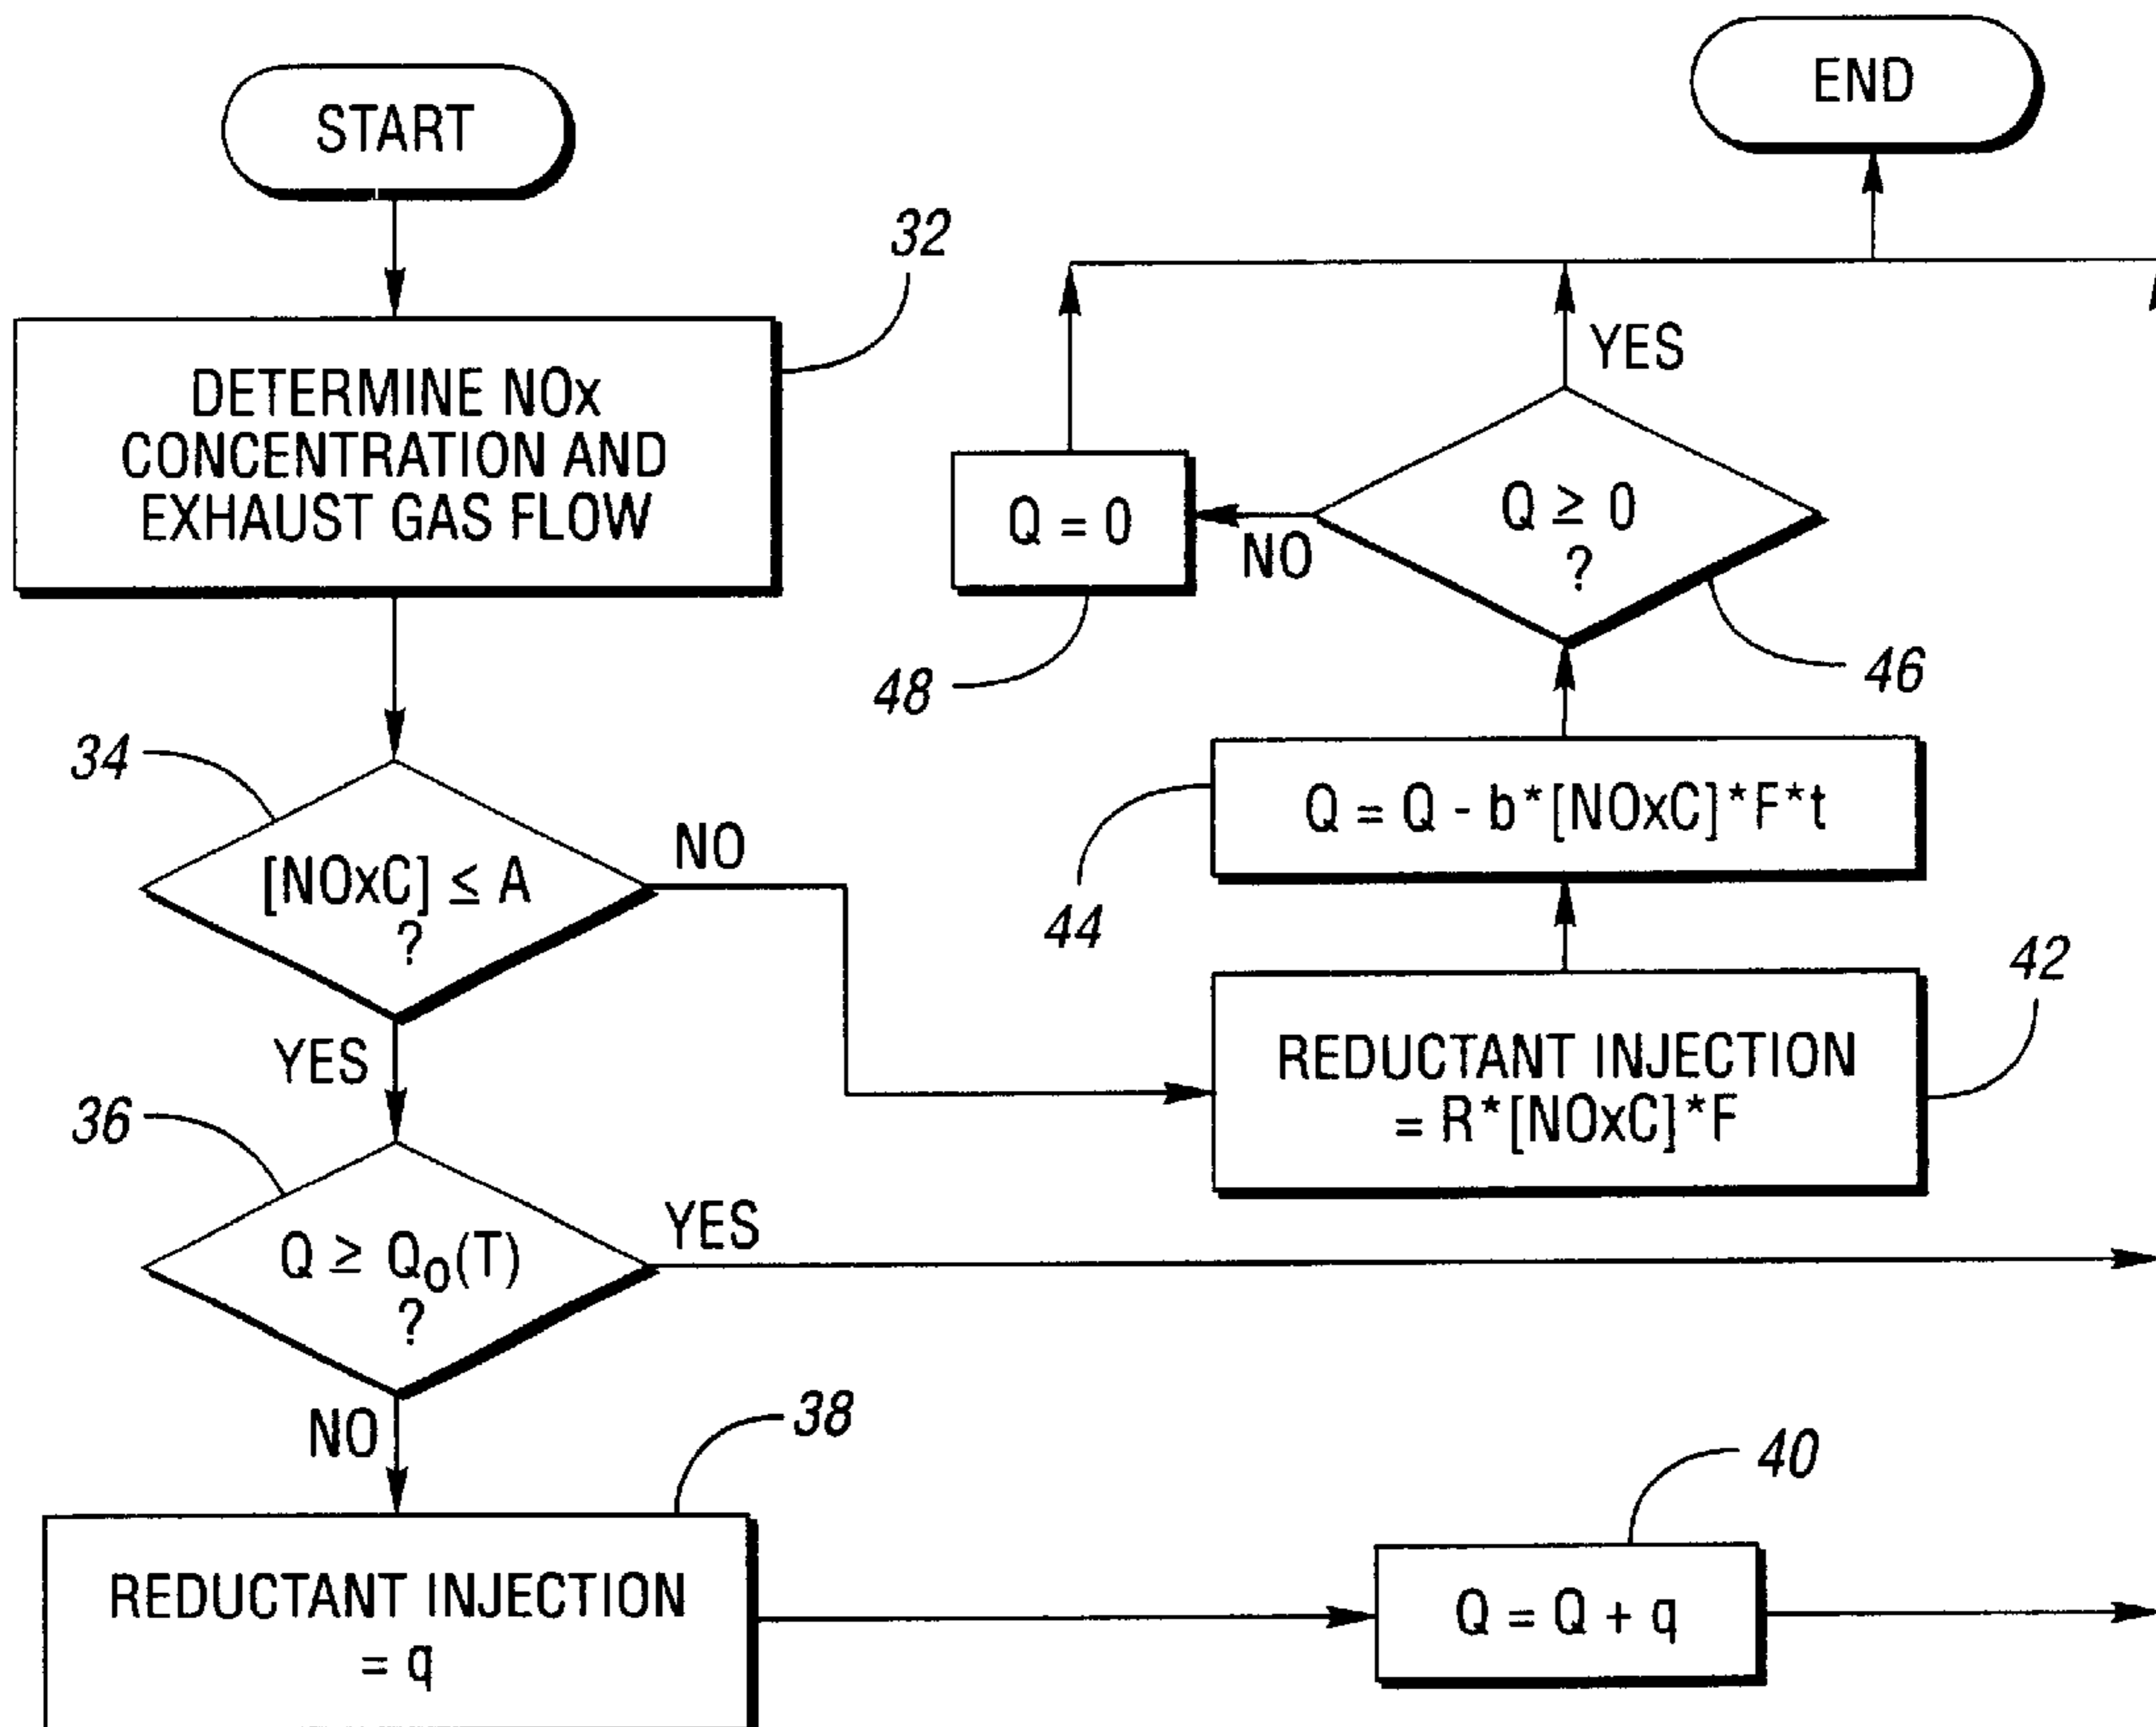 START
32
DETERMINE NOx
CONCENTRATION AND
EXHAUST GAS FLOW
34
[NOxC] ≤ A
?
NO
YES
36
Q ≥ Q₀(T)
?
YES
NO
38
REDUCTANT INJECTION
= q
40
Q = Q + q
42
REDUCTANT INJECTION
= R*[NOxC]*F
44
Q = Q - b*[NOxC]*F*t
46
Q ≥ 0
?
YES
NO
48
Q = 0
END